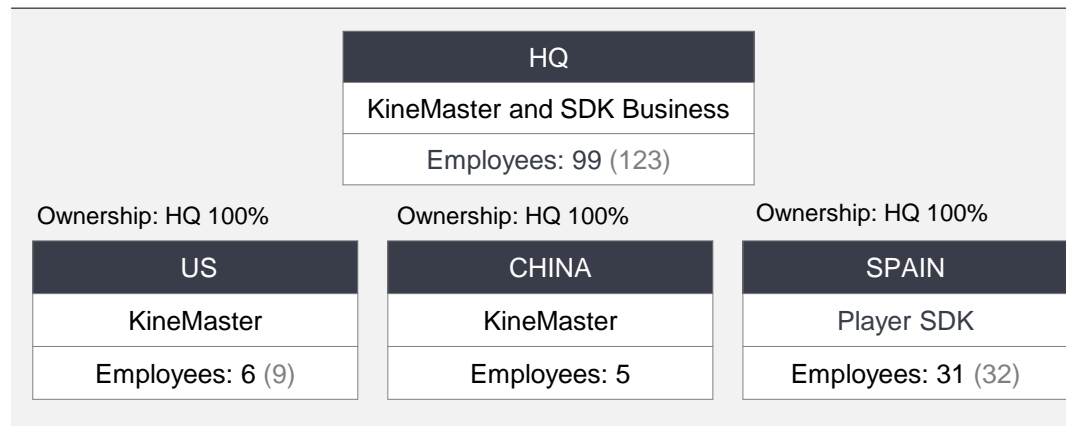 HQ
KineMaster and SDK Business
Employees: 99 (123)
Ownership: HQ 100%
Ownership: HQ 100%
Ownership: HQ 100%
US
CHINA
SPAIN
KineMaster
KineMaster
Player SDK
Employees: 6 (9)
Employees: 5
Employees: 31 (32)